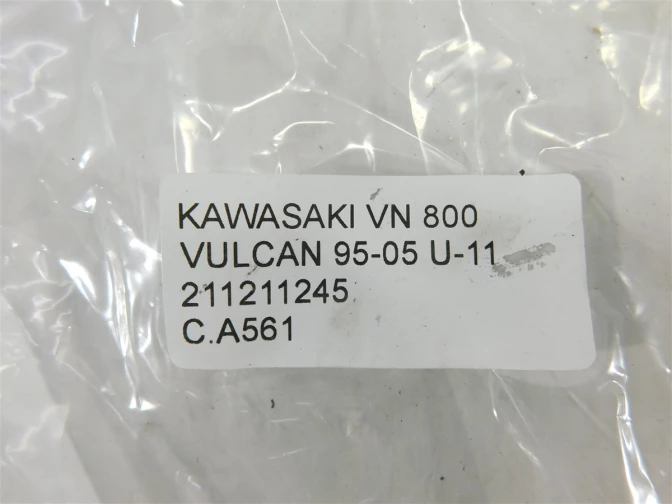 KAWASAKI VN 800
VULCAN 95-05 U-11
211211245
C.A561